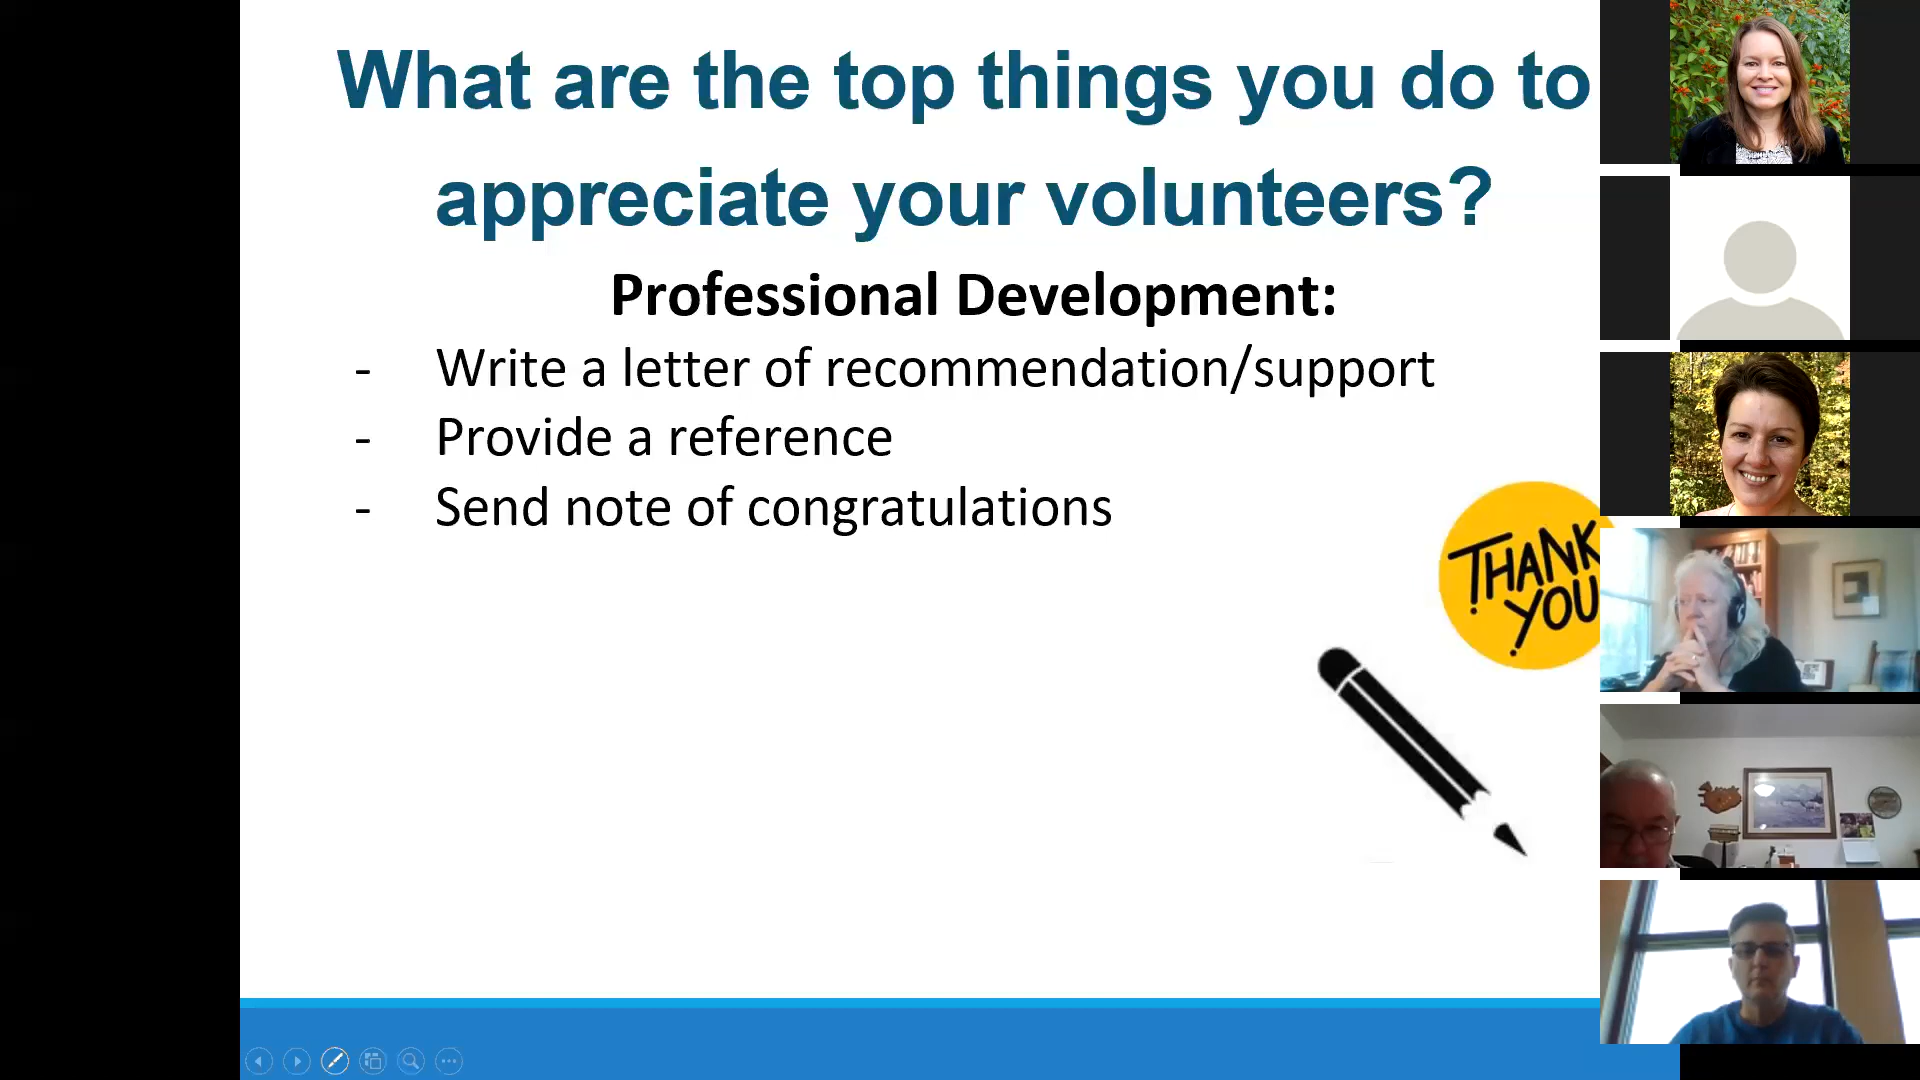 What are the top things you do to
appreciate your volunteers?
Professional Development:
- Write a letter of recommendation/support
- Provide a reference
- Send note of congratulations
THANK
YOU